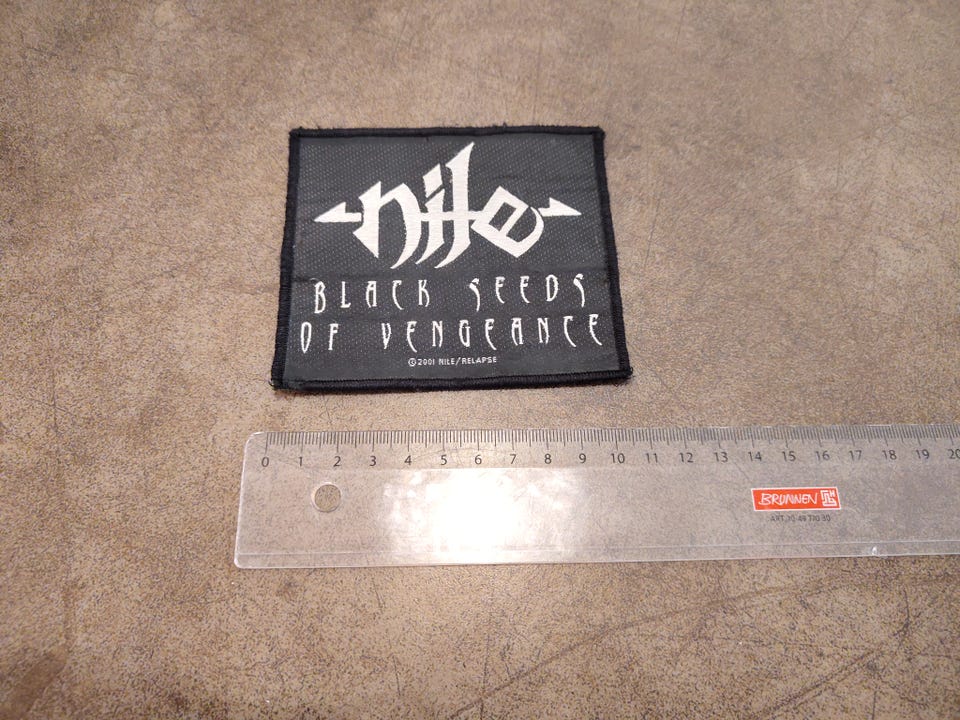 nile
BLACK SEEDS
OF VENGEANCE
© 2001 NILE/RELAPSE
0 1 2 3 4 5 6 7 8 9 10 11 12 13 14 15 16 17 18 19 20
BRUNNEN